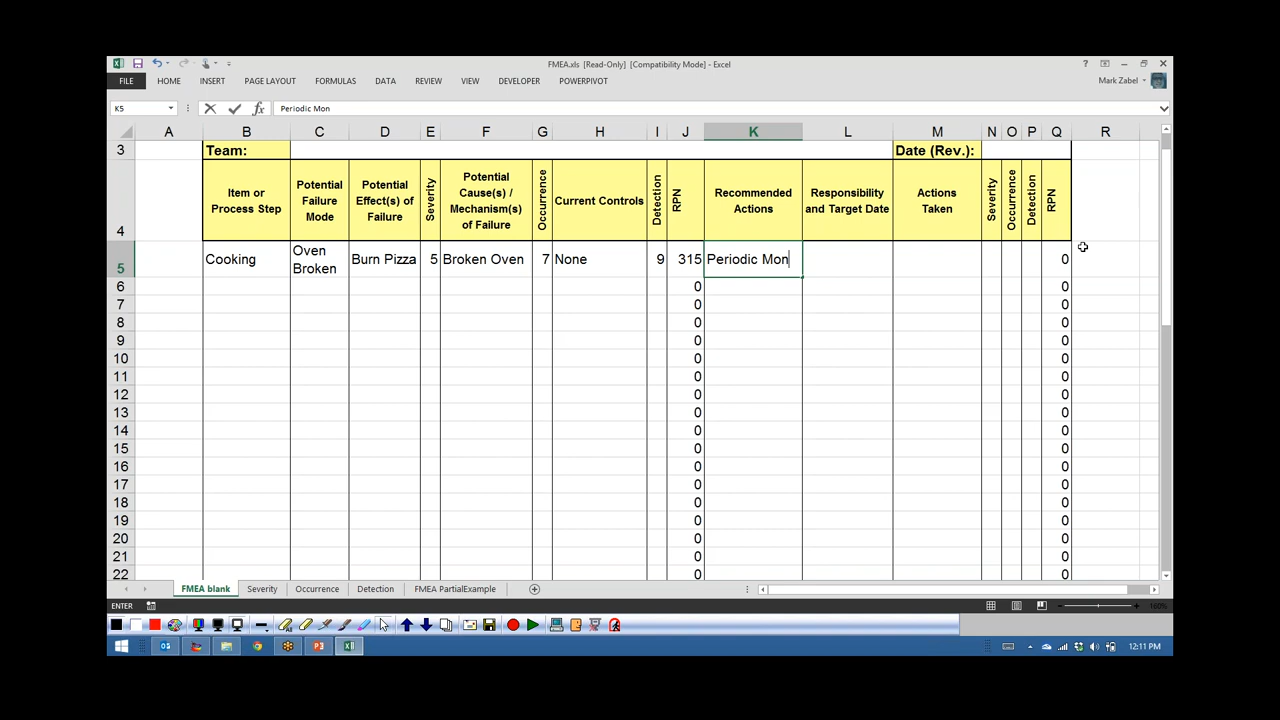 FMEA.xls [Read-Only] [Compatibility Mode] - Excel
FILE HOME INSERT PAGE LAYOUT FORMULAS DATA REVIEW VIEW DEVELOPER POWERPIVOT Mark Zabel
K5 Periodic Mon
A B C D E F G H I J K L M N O P Q R
3 Team: Date (Rev.):
4
Item or
Process Step
Potential
Failure
Mode
Potential
Effect(s) of
Failure
Severity
Potential
Cause(s) /
Mechanism(s)
of Failure
Occurrence
Current Controls
Detection
RPN
Recommended
Actions
Responsibility
and Target Date
Actions
Taken
Severity
Occurrence
Detection
RPN
5 Cooking
Oven
Broken
Burn Pizza 5 Broken Oven 7 None 9 315 Periodic Mon 0
6 0 0
7 0 0
8 0 0
9 0 0
10 0 0
11 0 0
12 0 0
13 0 0
14 0 0
15 0 0
16 0 0
17 0 0
18 0 0
19 0 0
20 0 0
21 0 0
22 0 0
FMEA blank Severity Occurrence Detection FMEA PartialExample
ENTER 160%
12:11 PM